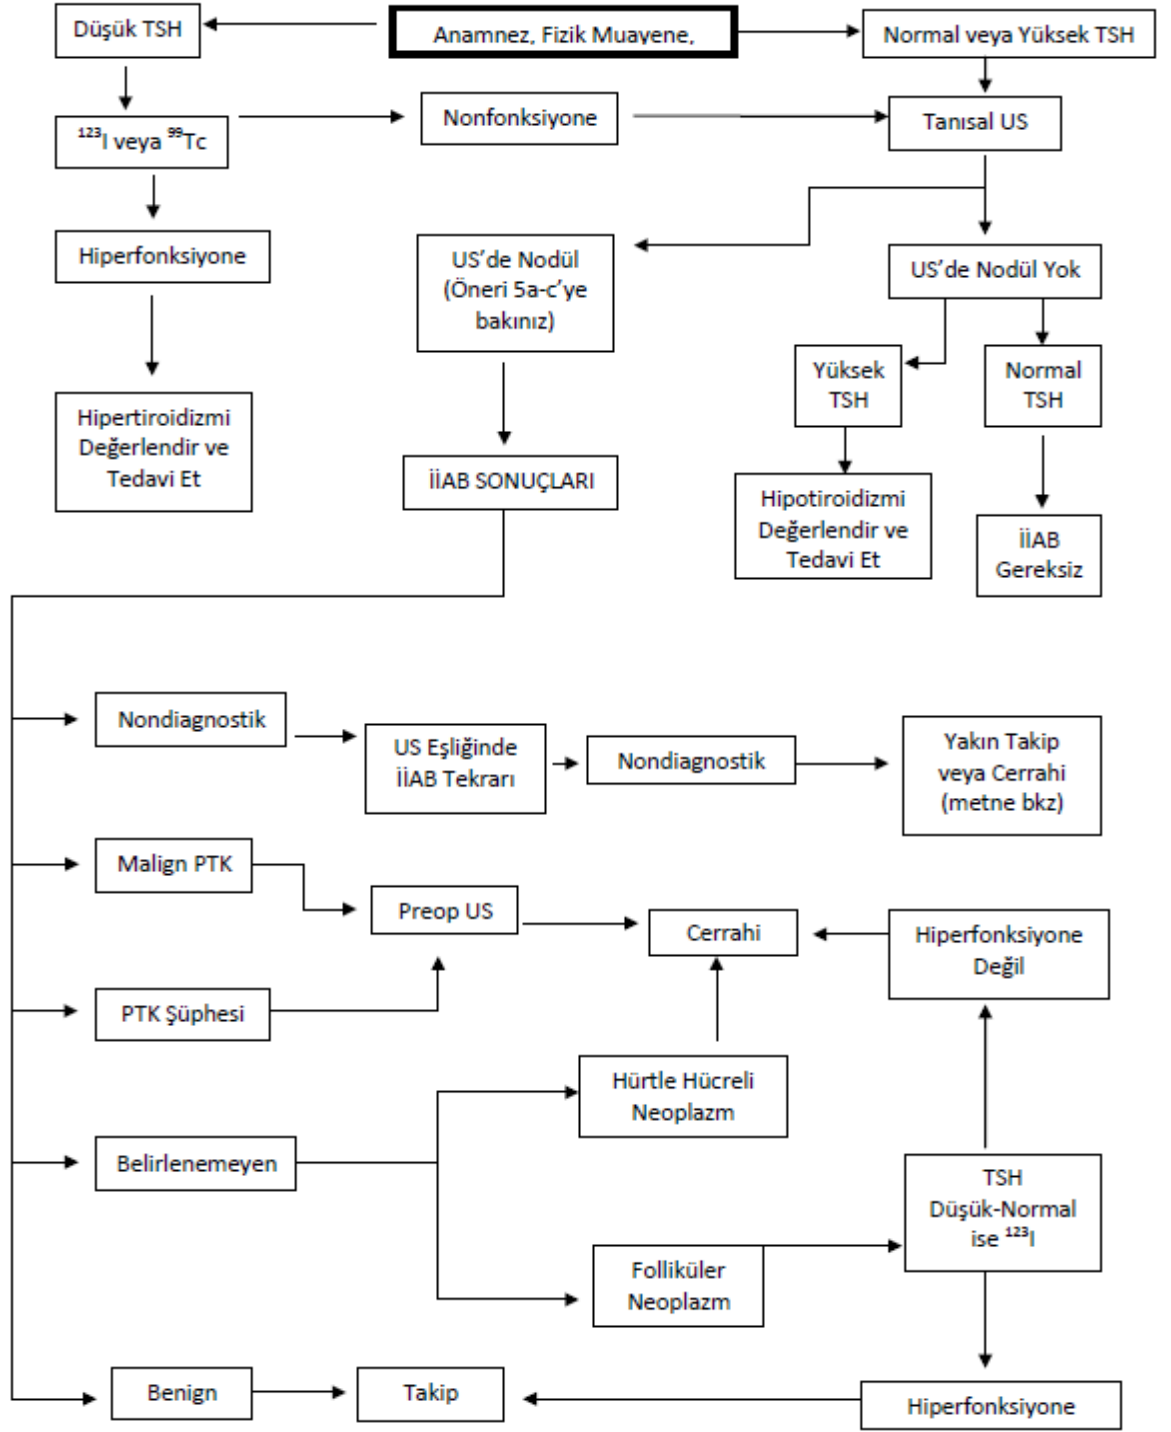 Düşük TSH
Anamnez, Fizik Muayene,
Normal veya Yüksek TSH
¹²³I veya ⁹⁹Tc
Nonfonksiyone
Tanısal US
Hiperfonksiyone
US’de Nodül
(Öneri 5a-c’ye
bakınız)
US’de Nodül Yok
Yüksek
TSH
Normal
TSH
Hipertiroidizmi
Değerlendir ve
Tedavi Et
İİAB SONUÇLARI
Hipotiroidizmi
Değerlendir ve
Tedavi Et
İİAB
Gereksiz
Nondiagnostik
US Eşliğinde
İİAB Tekrarı
Nondiagnostik
Yakın Takip
veya Cerrahi
(metne bkz)
Malign PTK
Preop US
Cerrahi
Hiperfonksiyone
Değil
PTK Şüphesi
Hürtle Hücreli
Neoplazm
Belirlenemeyen
TSH
Düşük-Normal
ise ¹²³I
Folliküler
Neoplazm
Benign
Takip
Hiperfonksiyone